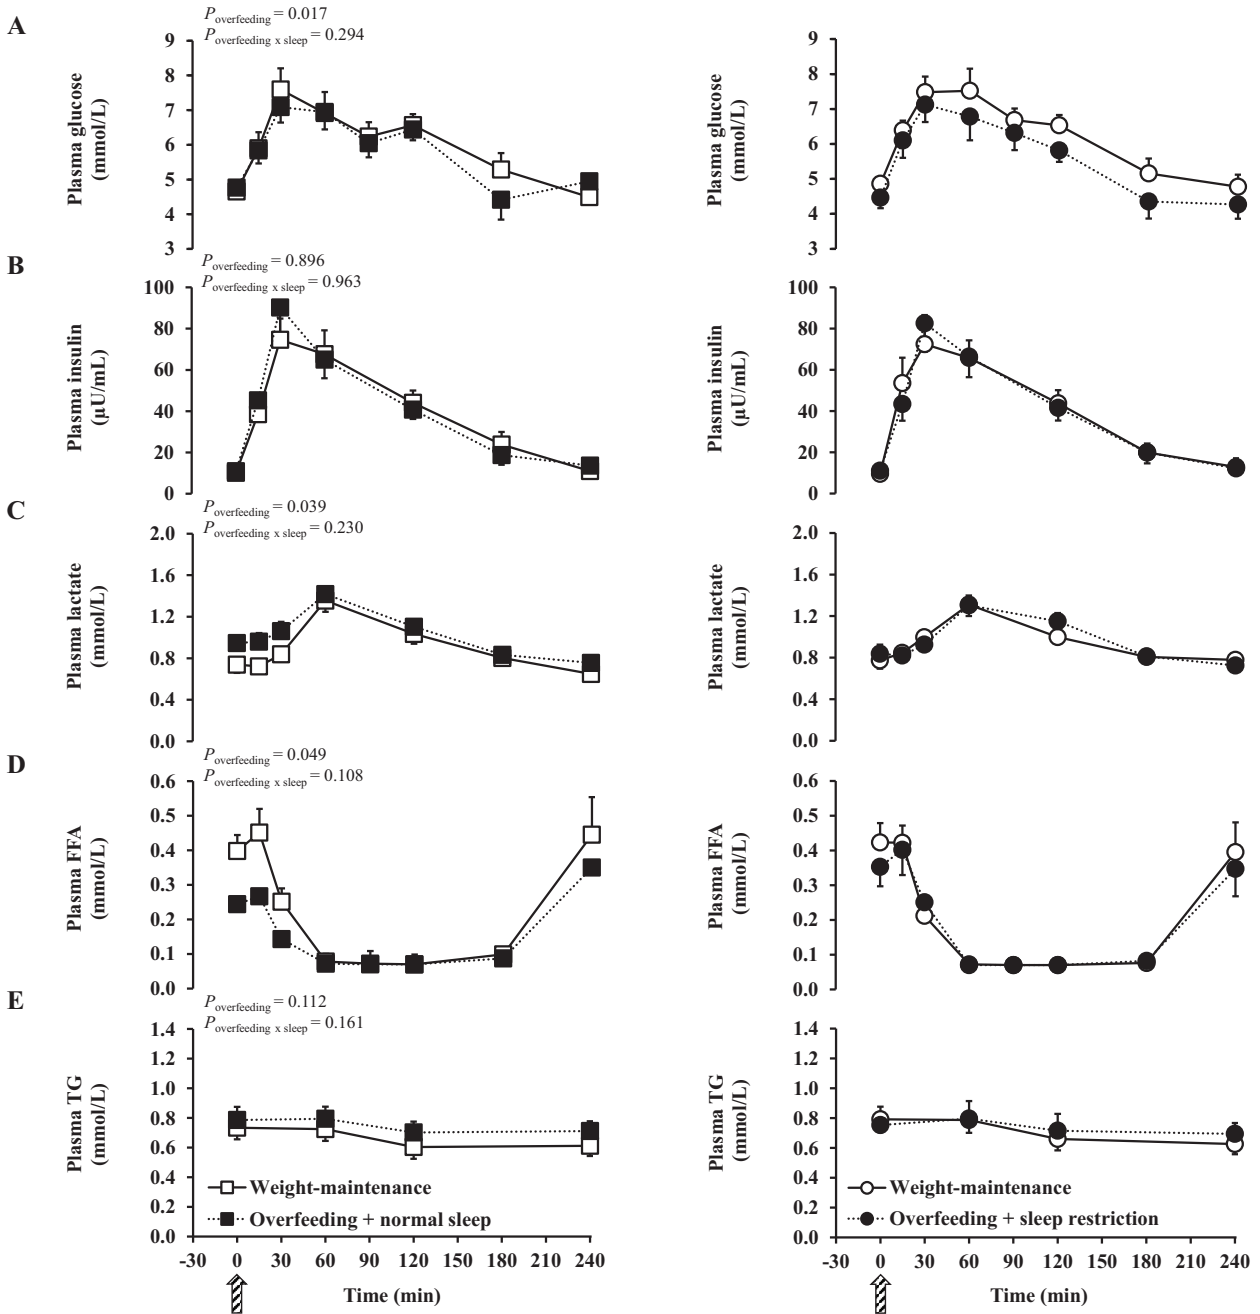 A
P overfeeding = 0.017
P overfeeding x sleep = 0.294
Plasma glucose
(mmol/L)
9
8
7
6
5
4
3
Plasma glucose
(mmol/L)
9
8
7
6
5
4
3
B
P overfeeding = 0.896
P overfeeding x sleep = 0.963
Plasma insulin
(µU/mL)
100
80
60
40
20
0
Plasma insulin
(µU/mL)
100
80
60
40
20
0
C
P overfeeding = 0.039
P overfeeding x sleep = 0.230
Plasma lactate
(mmol/L)
2.0
1.6
1.2
0.8
0.4
0.0
Plasma lactate
(mmol/L)
2.0
1.6
1.2
0.8
0.4
0.0
D
P overfeeding = 0.049
P overfeeding x sleep = 0.108
Plasma FFA
(mmol/L)
0.6
0.5
0.4
0.3
0.2
0.1
0.0
Plasma FFA
(mmol/L)
0.6
0.5
0.4
0.3
0.2
0.1
0.0
E
P overfeeding = 0.112
P overfeeding x sleep = 0.161
Plasma TG
(mmol/L)
1.4
1.2
1.0
0.8
0.6
0.4
0.2
0.0
Weight-maintenance
Overfeeding + normal sleep
-30 0 30 60 90 120 150 180 210 240
Time (min)
Plasma TG
(mmol/L)
1.4
1.2
1.0
0.8
0.6
0.4
0.2
0.0
Weight-maintenance
Overfeeding + sleep restriction
-30 0 30 60 90 120 150 180 210 240
Time (min)